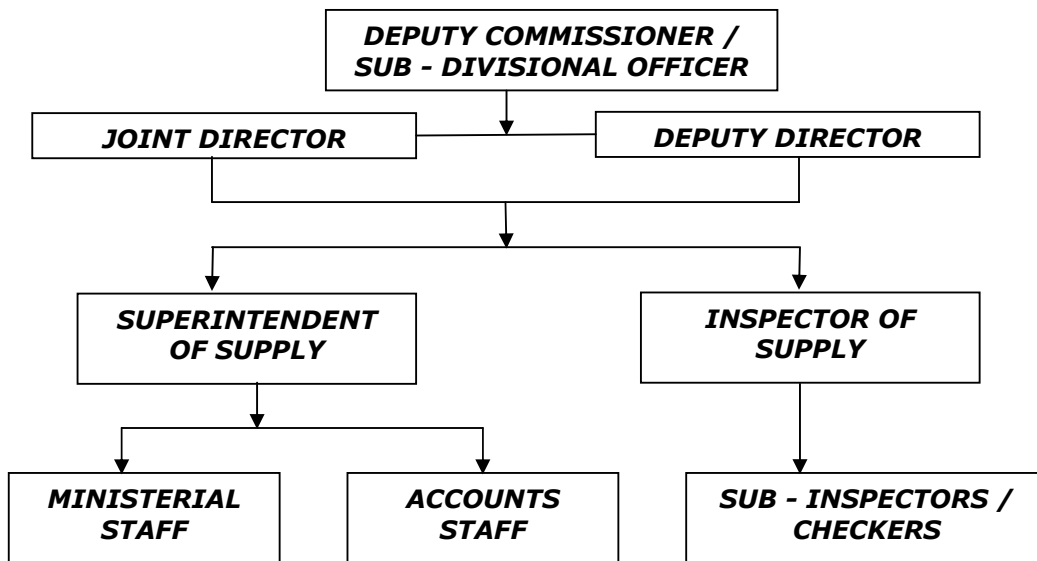 DEPUTY COMMISSIONER /
SUB - DIVISIONAL OFFICER
JOINT DIRECTOR
DEPUTY DIRECTOR
SUPERINTENDENT
OF SUPPLY
INSPECTOR OF
SUPPLY
MINISTERIAL
STAFF
ACCOUNTS
STAFF
SUB - INSPECTORS /
CHECKERS